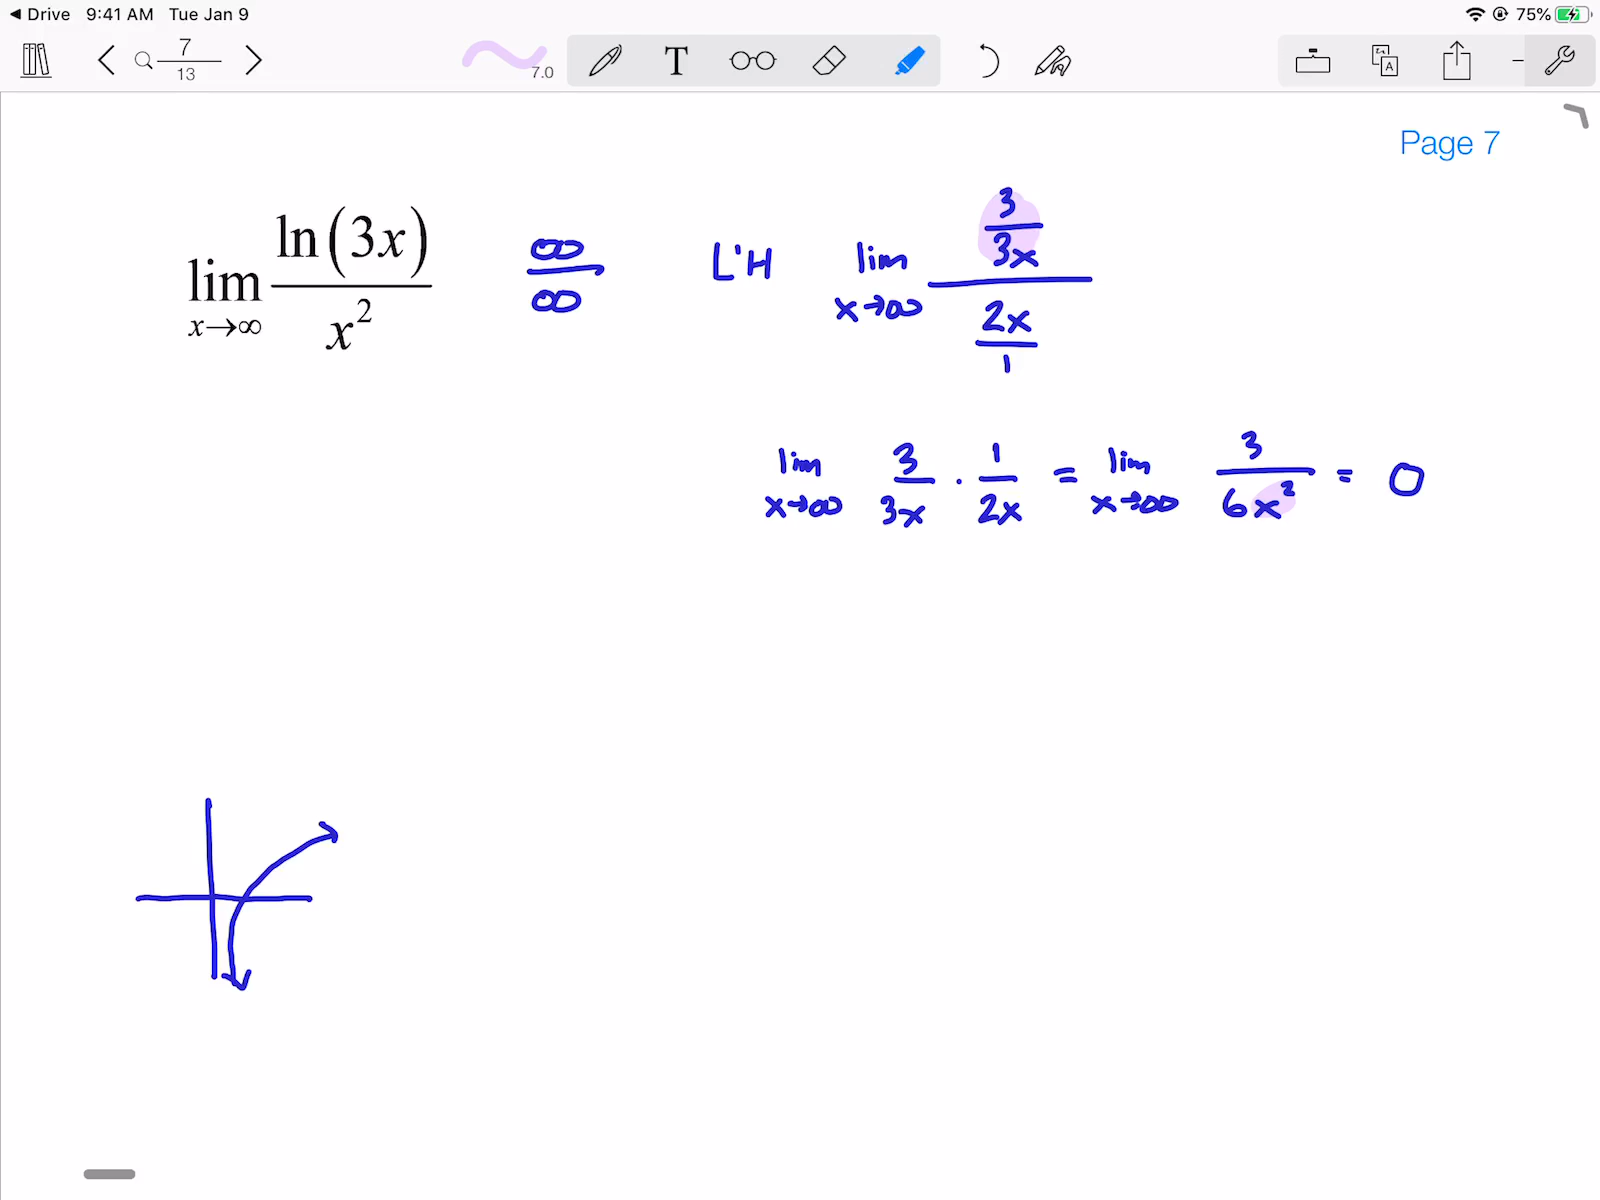 ◀ Drive 9:41 AM Tue Jan 9 75%
7/13 7.0 T A
Page 7
lim x→∞ ln(3x)/x² ∞/∞ L'H lim x→∞ (3/3x)/(2x/1)
lim x→∞ 3/3x · 1/2x = lim x→∞ 3/6x² = 0